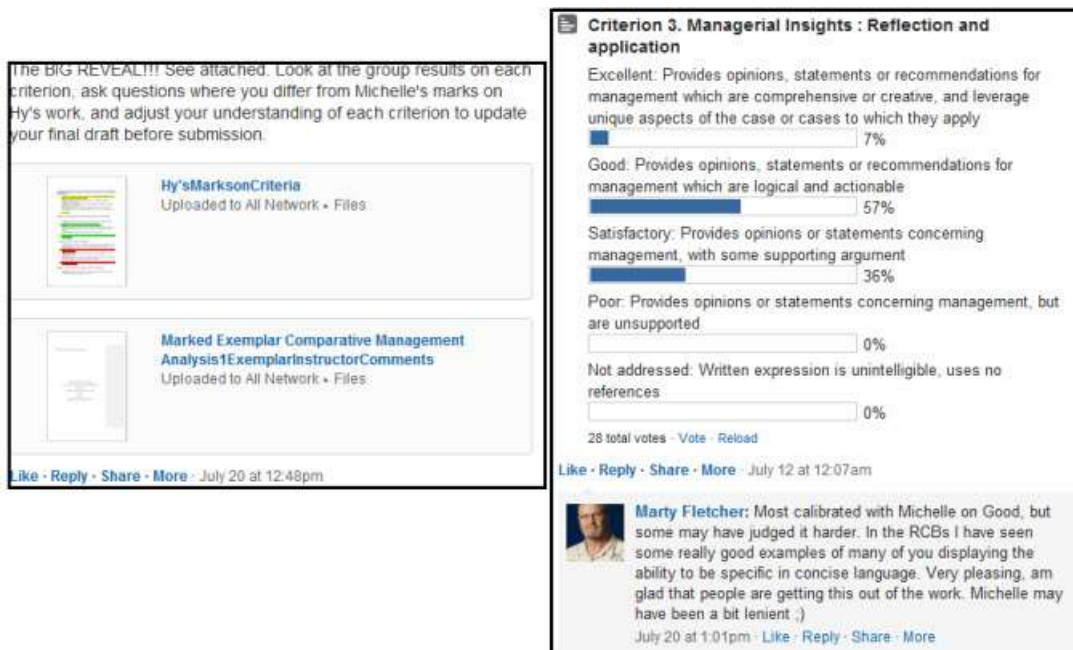 The BIG REVEAL!!! See attached. Look at the group results on each
criterion, ask questions where you differ from Michelle's marks on
Hy's work, and adjust your understanding of each criterion to update
your final draft before submission.
Hy'sMarksonCriteria
Uploaded to All Network • Files
Marked Exemplar Comparative Management
Analysis1ExemplarInstructorComments
Uploaded to All Network • Files
Like · Reply · Share · More · July 20 at 12:48pm
Criterion 3. Managerial Insights : Reflection and
application
Excellent: Provides opinions, statements or recommendations for
management which are comprehensive or creative, and leverage
unique aspects of the case or cases to which they apply
7%
Good: Provides opinions, statements or recommendations for
management which are logical and actionable
57%
Satisfactory: Provides opinions or statements concerning
management, with some supporting argument
36%
Poor: Provides opinions or statements concerning management, but
are unsupported
0%
Not addressed: Written expression is unintelligible, uses no
references
0%
28 total votes · Vote · Reload
Like · Reply · Share · More · July 12 at 12:07am
Marty Fletcher: Most calibrated with Michelle on Good, but
some may have judged it harder. In the RCBs I have seen
some really good examples of many of you displaying the
ability to be specific in concise language. Very pleasing, am
glad that people are getting this out of the work. Michelle may
have been a bit lenient ;)
July 20 at 1:01pm · Like · Reply · Share · More